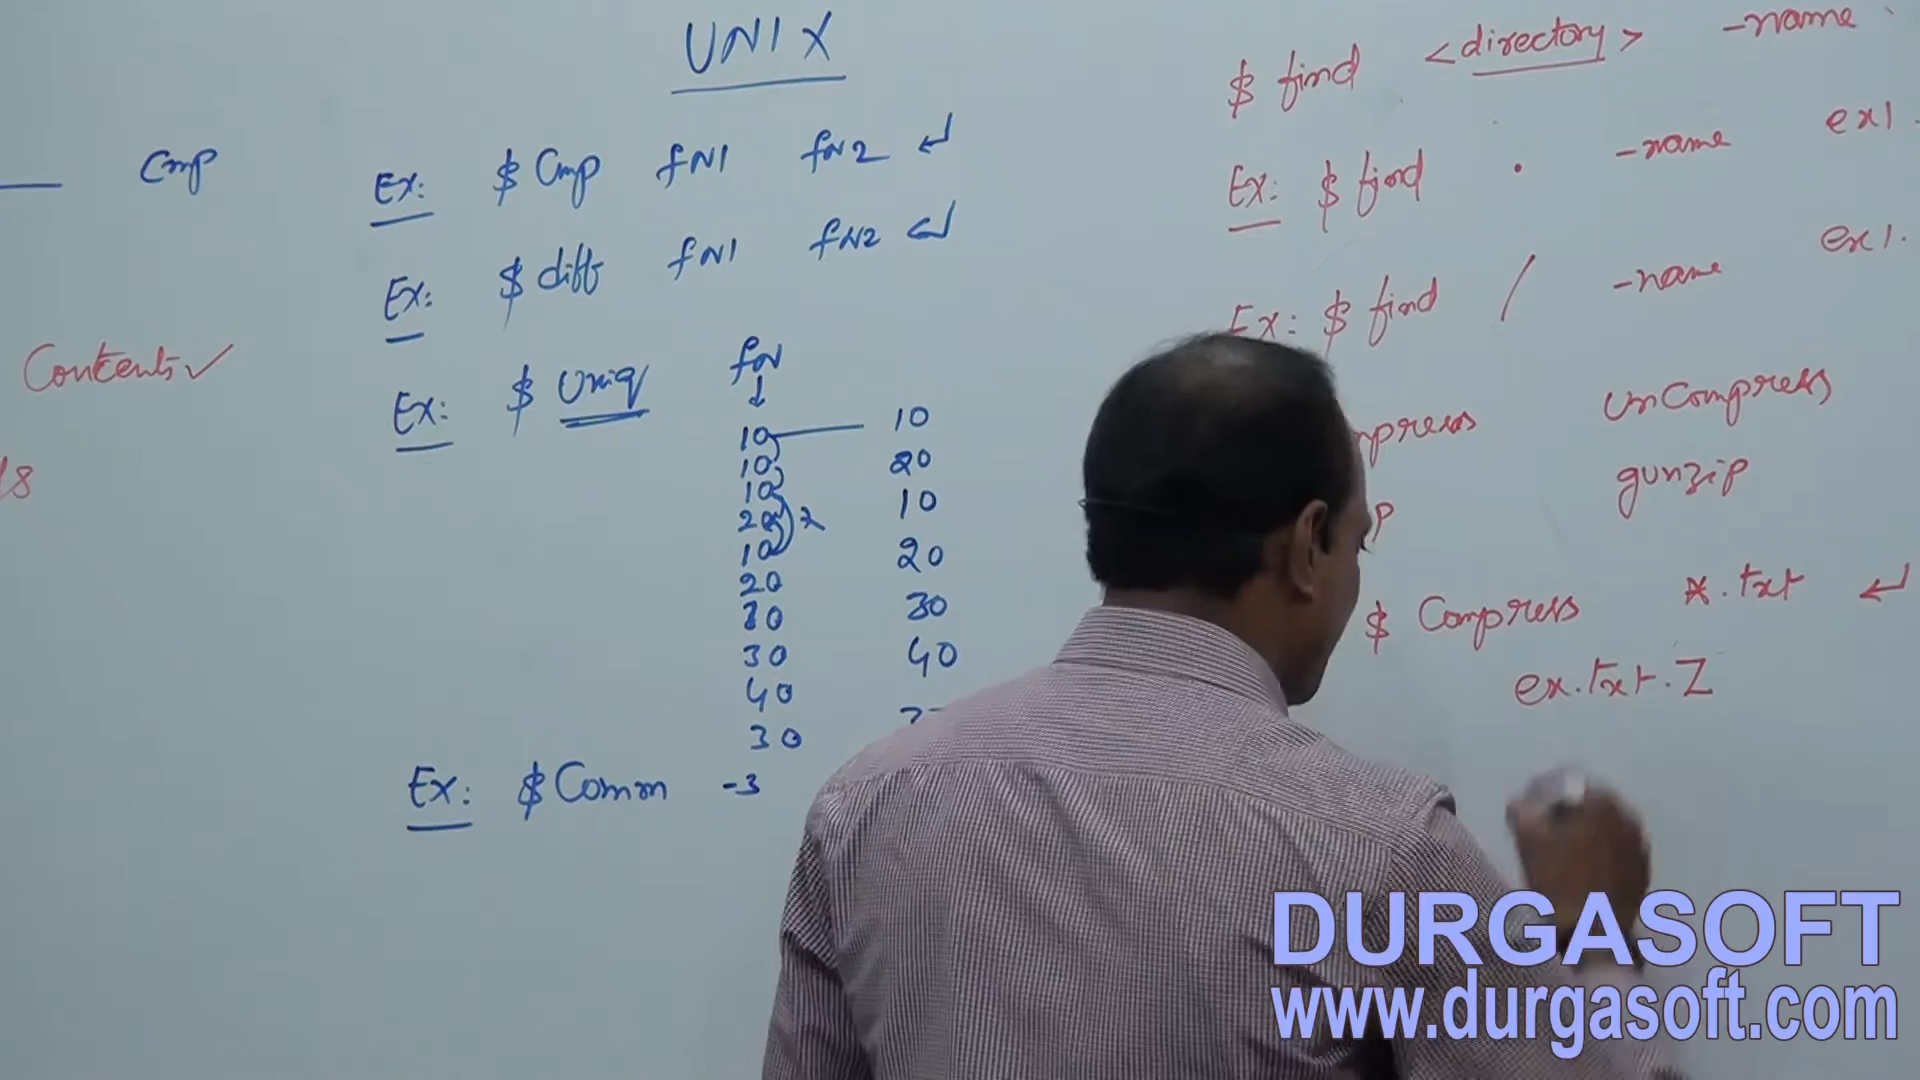 UNIX
Cmp
Ex: $ Cmp fN1 fN2 ↵
Ex: $ diff fN1 fN2 ↵
Contents ✓
Ex: $ Uniq fN
↓
10 10
10 20
10 10
20 20
10 30
20 40
30
40
30
Ex: $ Comm -3
$ find <directory> -name
Ex: $ find . -name ex1.
Ex: $ find / -name ex1.
unCompress
gunzip
$ Compress *.txt ↵
ex.txt.Z
DURGASOFT
www.durgasoft.com